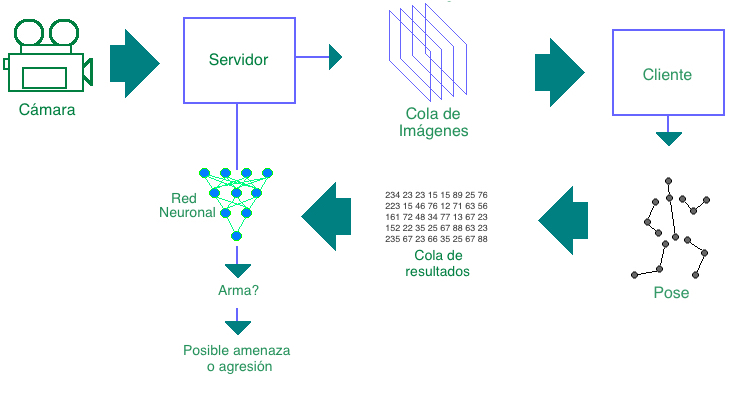 Servidor
Cliente
Cámara
Cola de
Imágenes
Red
Neuronal
234 23 23 15 15 89 25 76
223 15 46 76 12 71 63 56
161 72 48 34 77 13 67 23
152 22 35 25 67 88 63 23
235 67 23 66 35 25 67 88
Cola de
resultados
Pose
Arma?
Posible amenaza
o agresión